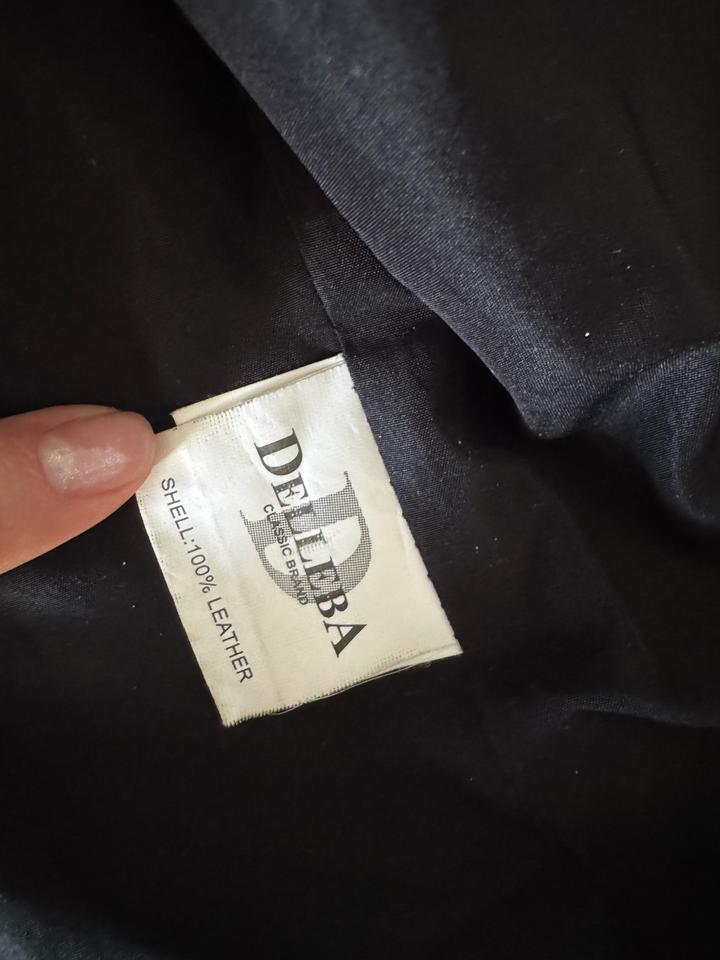 D
DELLEBA
CLASSIC BRAND
SHELL:100% LEATHER